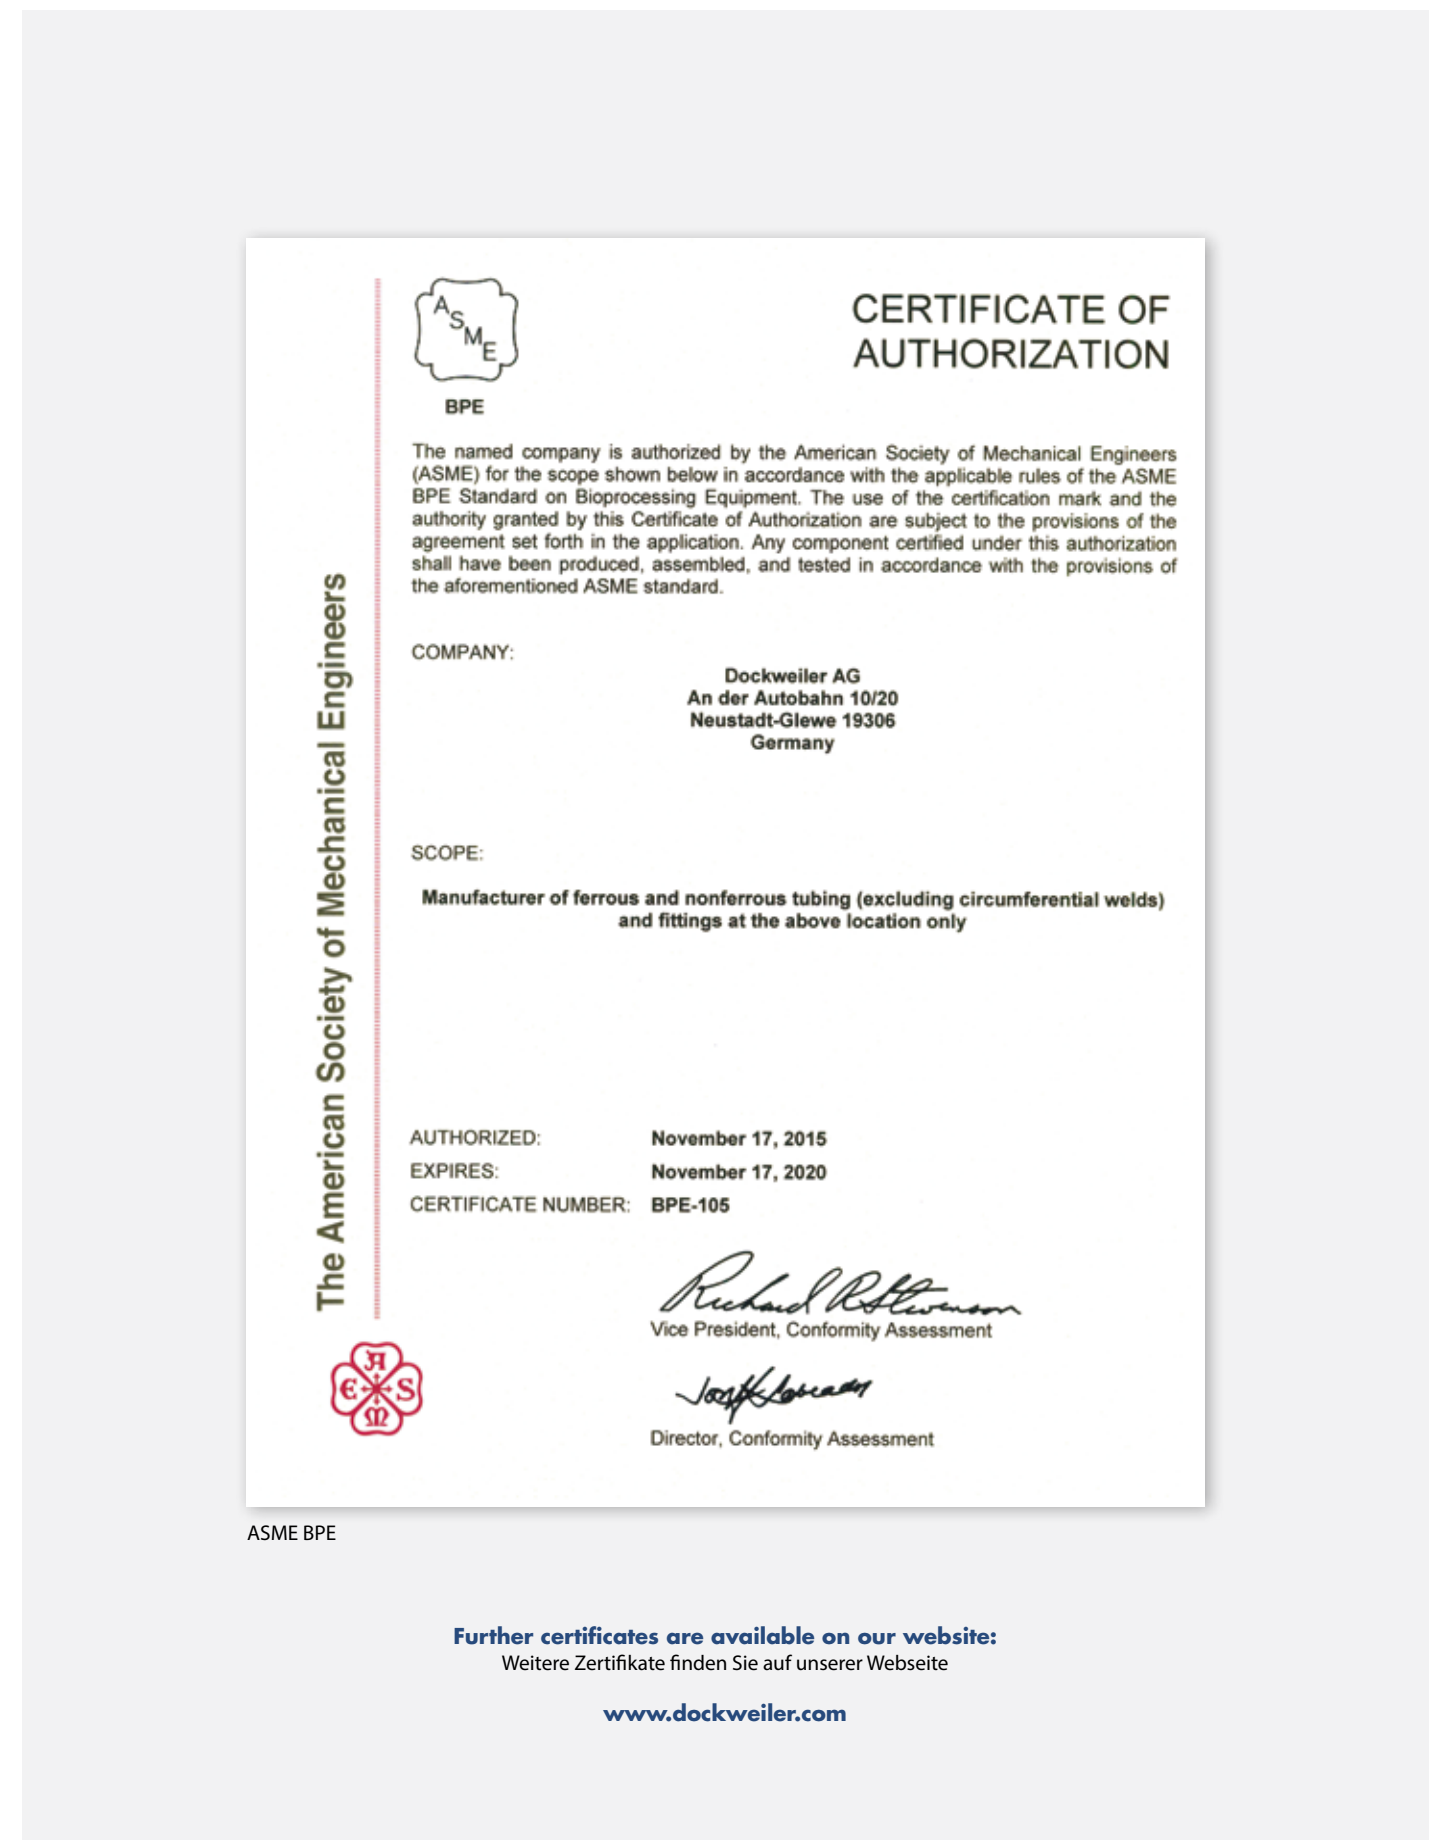 A
S
M
E
BPE
CERTIFICATE OF
AUTHORIZATION
The named company is authorized by the American Society of Mechanical Engineers
(ASME) for the scope shown below in accordance with the applicable rules of the ASME
BPE Standard on Bioprocessing Equipment. The use of the certification mark and the
authority granted by this Certificate of Authorization are subject to the provisions of the
agreement set forth in the application. Any component certified under this authorization
shall have been produced, assembled, and tested in accordance with the provisions of
the aforementioned ASME standard.
The American Society of Mechanical Engineers
COMPANY:
Dockweiler AG
An der Autobahn 10/20
Neustadt-Glewe 19306
Germany
SCOPE:
Manufacturer of ferrous and nonferrous tubing (excluding circumferential welds)
and fittings at the above location only
AUTHORIZED: November 17, 2015
EXPIRES: November 17, 2020
CERTIFICATE NUMBER: BPE-105
Richard R Stevenson
Vice President, Conformity Assessment
Director, Conformity Assessment
A
E S
M
ASME BPE
Further certificates are available on our website:
Weitere Zertifikate finden Sie auf unserer Webseite
www.dockweiler.com